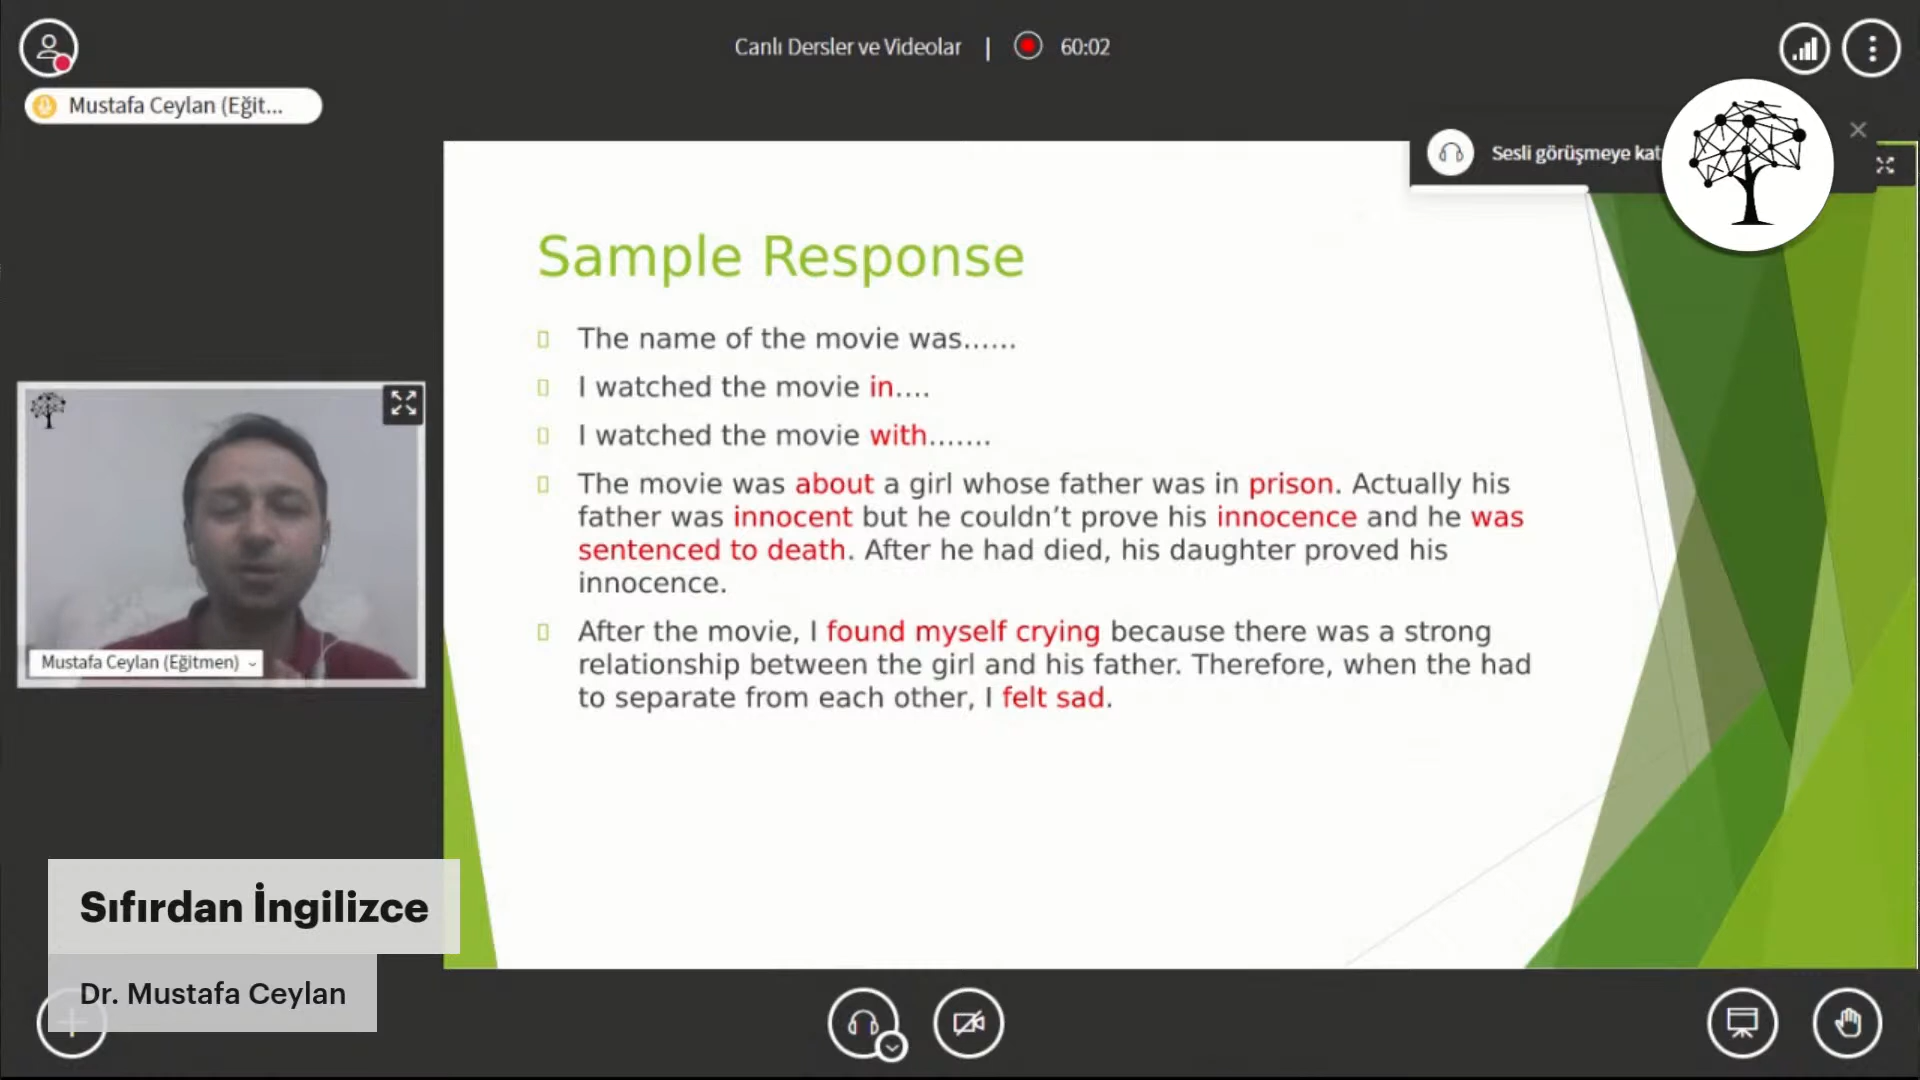 Canlı Dersler ve Videolar | 60:02
Mustafa Ceylan (Eğit...
Sesli görüşmeye kat
Sample Response
The name of the movie was......
I watched the movie in....
I watched the movie with.......
The movie was about a girl whose father was in prison. Actually his
father was innocent but he couldn’t prove his innocence and he was
sentenced to death. After he had died, his daughter proved his
innocence.
After the movie, I found myself crying because there was a strong
relationship between the girl and his father. Therefore, when the had
to separate from each other, I felt sad.
Mustafa Ceylan (Eğitmen)
Sıfırdan İngilizce
Dr. Mustafa Ceylan